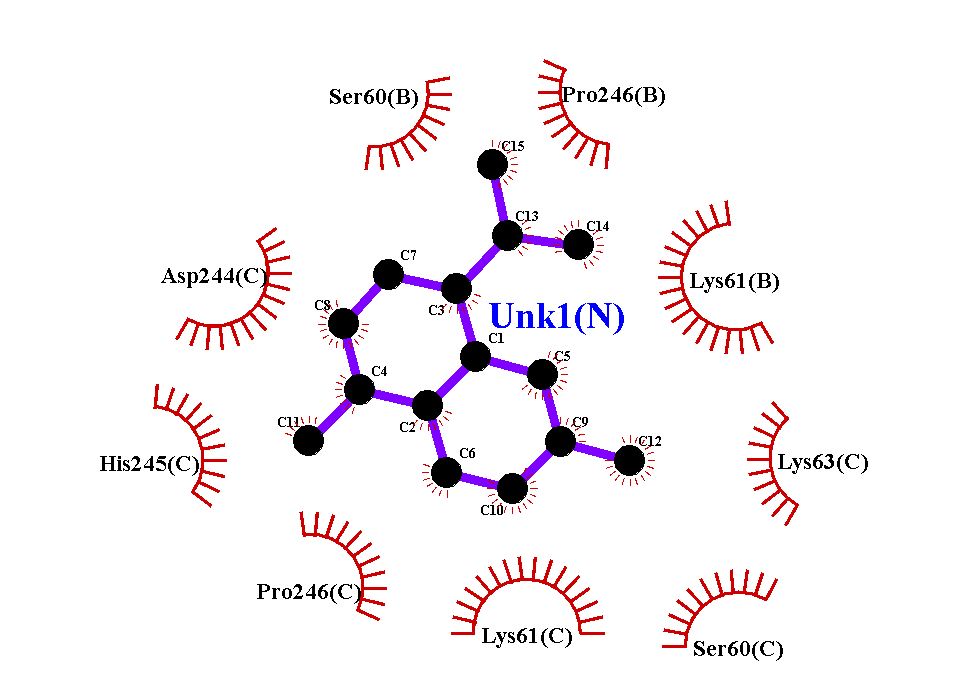 Ser60(B)
Pro246(B)
C15
C13
C14
C7
Asp244(C)
Lys61(B)
C8
C3
Unk1(N)
C1
C5
C4
C11
C2
C9
C12
C6
His245(C)
Lys63(C)
C10
Pro246(C)
Lys61(C)
Ser60(C)